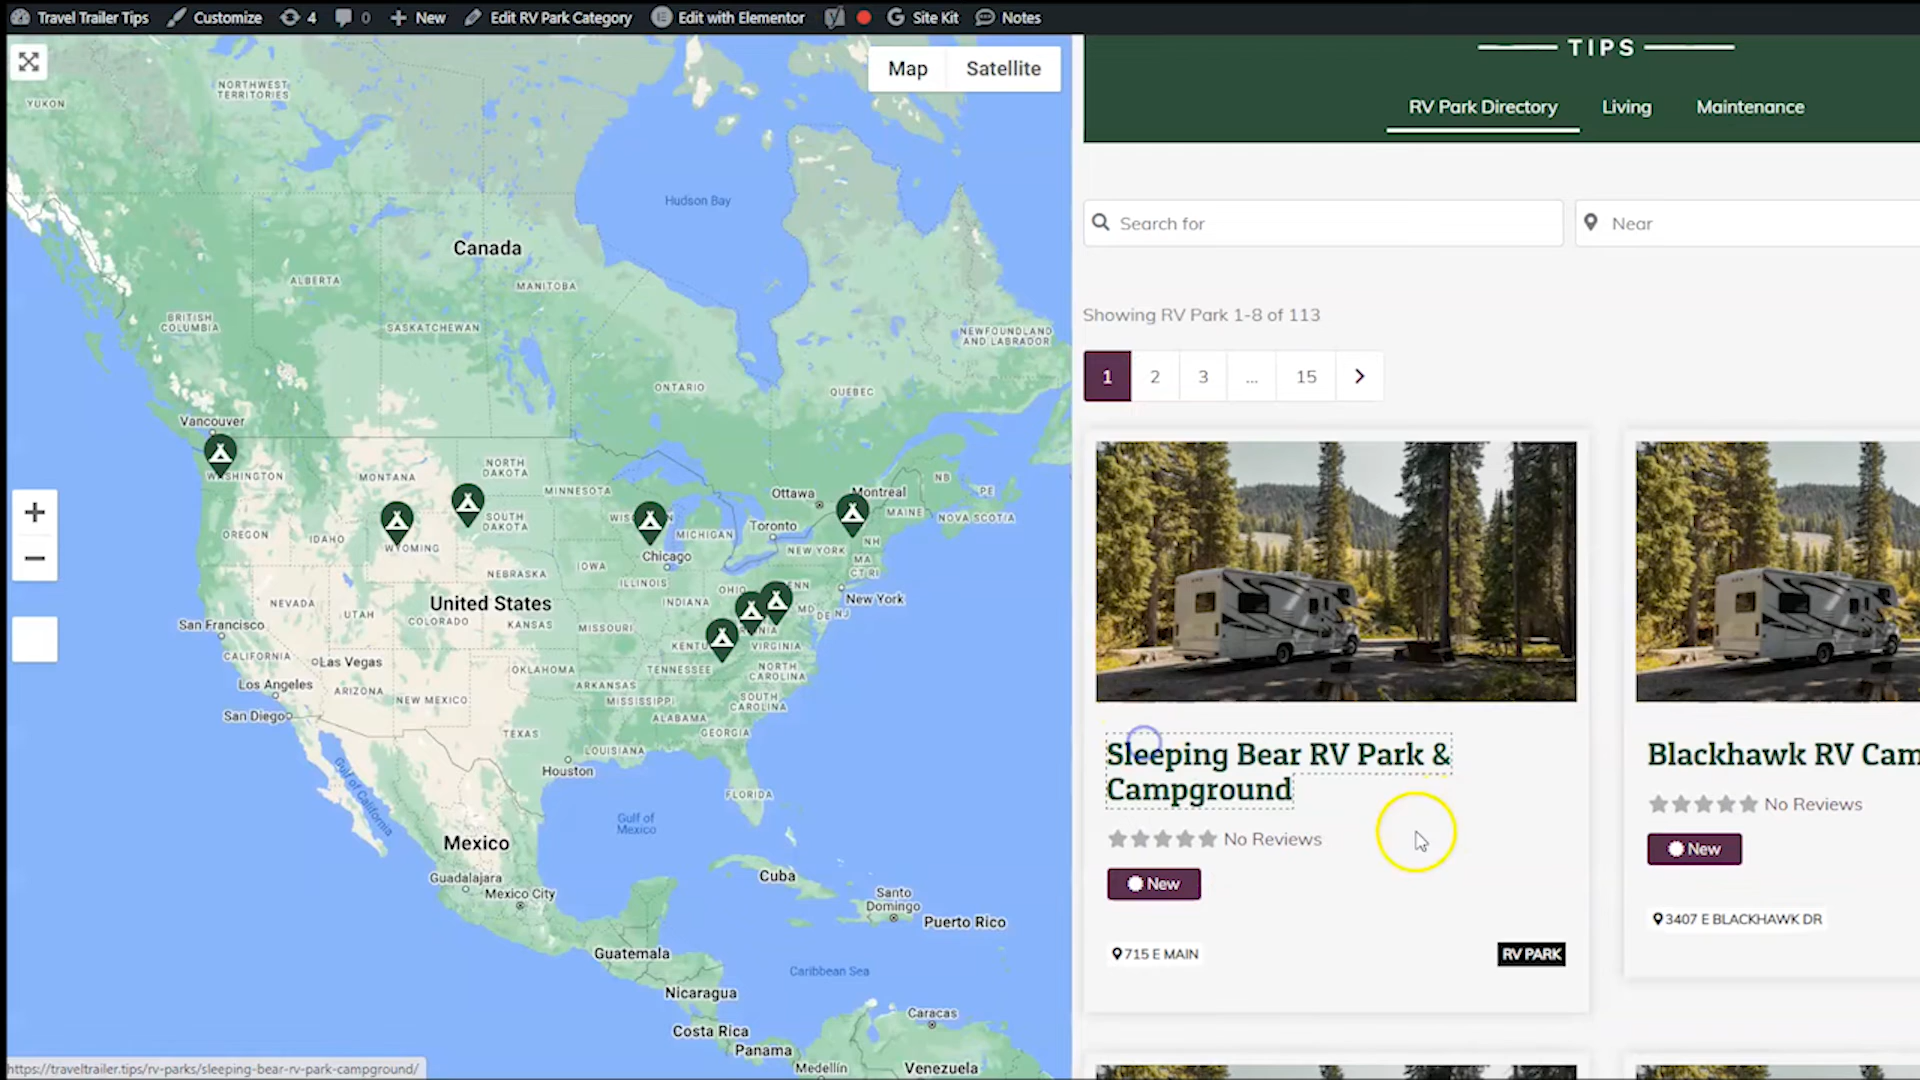 Travel Trailer Tips Customize 4 0 New Edit RV Park Category Edit with Elementor Site Kit Notes
Map Satellite
YUKON
NORTHWEST
TERRITORIES
Hudson Bay
Canada
ALBERTA
MANITOBA
BRITISH
COLUMBIA
SASKATCHEWAN
NEWFOUNDLAND
AND LABRADOR
ONTARIO
QUEBEC
Vancouver
WASHINGTON
MONTANA
NORTH
DAKOTA
MINNESOTA
Ottawa
Montreal
NB
PE
MAINE
NOVA SCOTIA
SOUTH
DAKOTA
Toronto
OREGON
IDAHO
WYOMING
MICHIGAN
NEW YORK
NH
MA
CT RI
Chicago
IOWA
NEBRASKA
ILLINOIS
INDIANA
OHIO
New York
MD
DE NJ
NEVADA
UTAH
COLORADO
United States
KANSAS
MISSOURI
VIRGINIA
San Francisco
CALIFORNIA
Las Vegas
TENNESSEE
NORTH
CAROLINA
OKLAHOMA
ARKANSAS
Los Angeles
ARIZONA
NEW MEXICO
MISSISSIPPI
SOUTH
CAROLINA
San Diego
ALABAMA
GEORGIA
TEXAS
LOUISIANA
Houston
FLORIDA
Gulf of
California
Gulf of
Mexico
Mexico
Guadalajara
Mexico City
Cuba
Santo
Domingo
Puerto Rico
Guatemala
Caribbean Sea
Nicaragua
Caracas
Costa Rica
Panama
Medellín
Venezuela
https://traveltrailer.tips/rv-parks/sleeping-bear-rv-park-campground/
TIPS
RV Park Directory Living Maintenance
Search for
Near
Showing RV Park 1-8 of 113
1 2 3 ... 15
Sleeping Bear RV Park &
Campground
No Reviews
New
715 E MAIN
RV PARK
Blackhawk RV Cam
No Reviews
New
3407 E BLACKHAWK DR